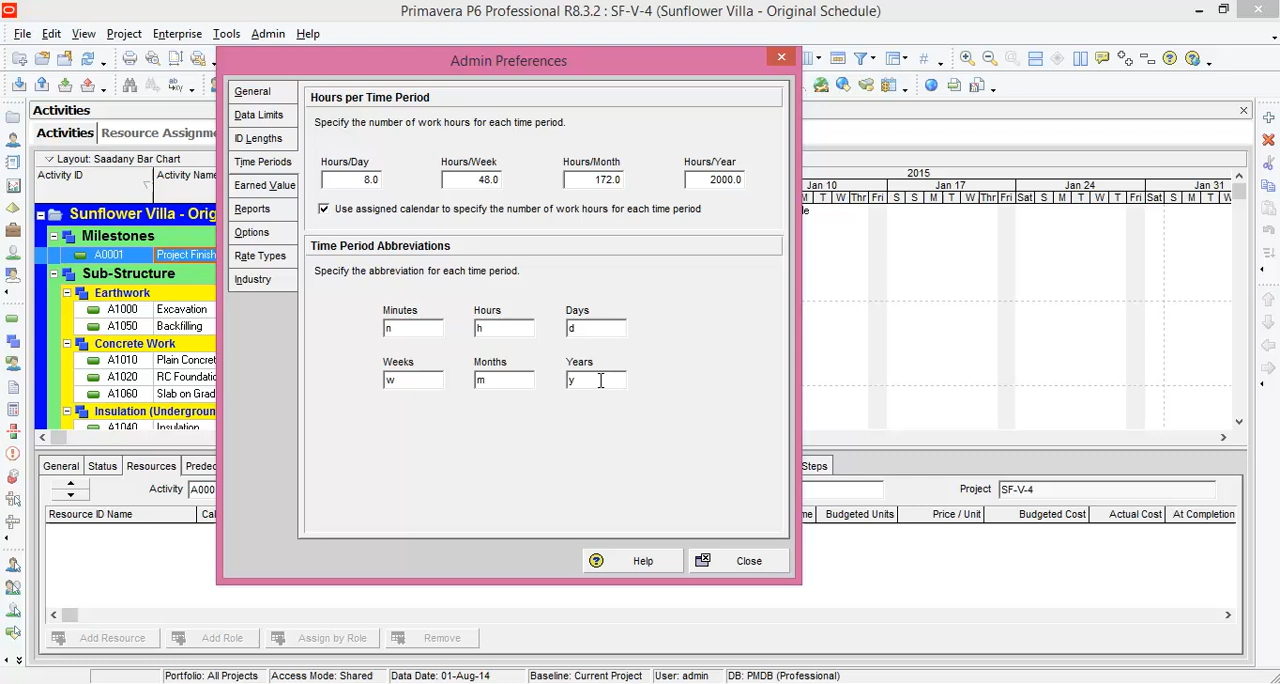 Primavera P6 Professional R8.3.2 : SF-V-4 (Sunflower Villa - Original Schedule)
File Edit View Project Enterprise Tools Admin Help
Admin Preferences
Activities
Activities Resource Assignm
Layout: Saadany Bar Chart
Activity ID Activity Name
Sunflower Villa - Orig
Milestones
A0001 Project Finish
Sub-Structure
Earthwork
A1000 Excavation
A1050 Backfilling
Concrete Work
A1010 Plain Concret
A1020 RC Foundatio
A1060 Slab on Grad
Insulation (Undergroun
A1040 Insulation
General
Data Limits
ID Lengths
Time Periods
Earned Value
Reports
Options
Rate Types
Industry
Hours per Time Period
Specify the number of work hours for each time period.
Hours/Day Hours/Week Hours/Month Hours/Year
8.0 48.0 172.0 2000.0
Use assigned calendar to specify the number of work hours for each time period
Time Period Abbreviations
Specify the abbreviation for each time period.
Minutes Hours Days
n h d
Weeks Months Years
w m y
Help Close
2015
Jan 10 Jan 17 Jan 24 Jan 31
M T W Thr Fri Sat S M T W Thr Fri Sat Sun M T W Thr Fri Sat S M T W Thr Fri
General Status Resources Predec Steps
Activity A000 Project SF-V-4
Resource ID Name Cal me Budgeted Units Price / Unit Budgeted Cost Actual Cost At Completion
Add Resource Add Role Assign by Role Remove
Portfolio: All Projects Access Mode: Shared Data Date: 01-Aug-14 Baseline: Current Project User: admin DB: PMDB (Professional)